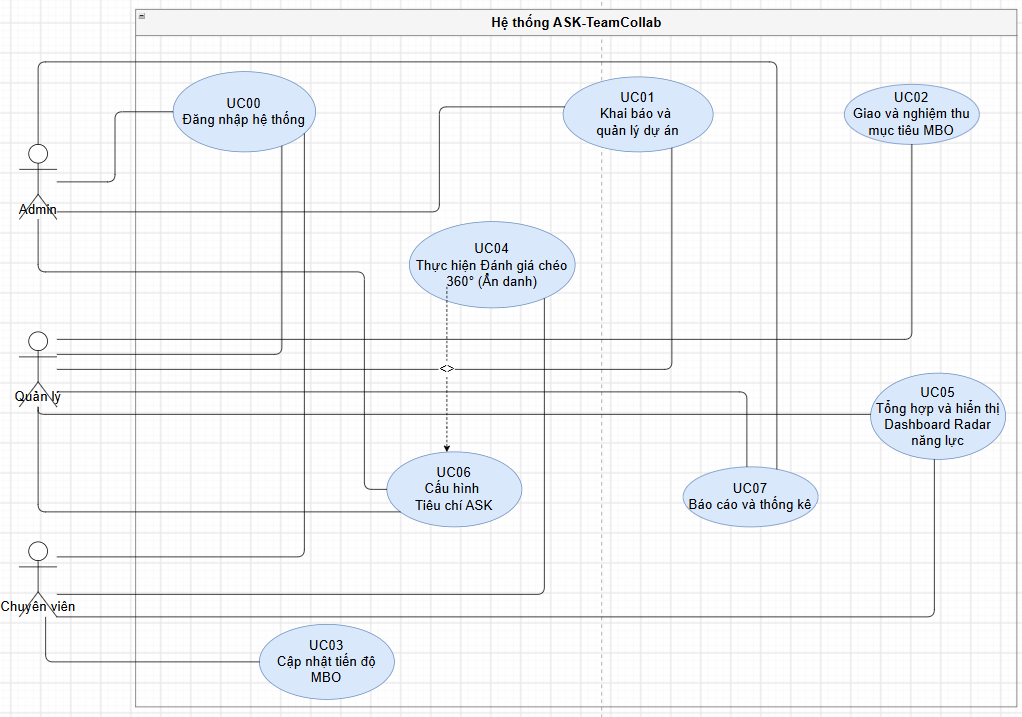 Hệ thống ASK-TeamCollab
UC00
Đăng nhập hệ thống
UC01
Khai báo và
quản lý dự án
UC02
Giao và nghiệm thu
mục tiêu MBO
Admin
UC04
Thực hiện Đánh giá chéo
360° (Ẩn danh)
<>
Quản lý
UC05
Tổng hợp và hiển thị
Dashboard Radar
năng lực
UC06
Cấu hình
Tiêu chí ASK
UC07
Báo cáo và thống kê
Chuyên viên
UC03
Cập nhật tiến độ
MBO